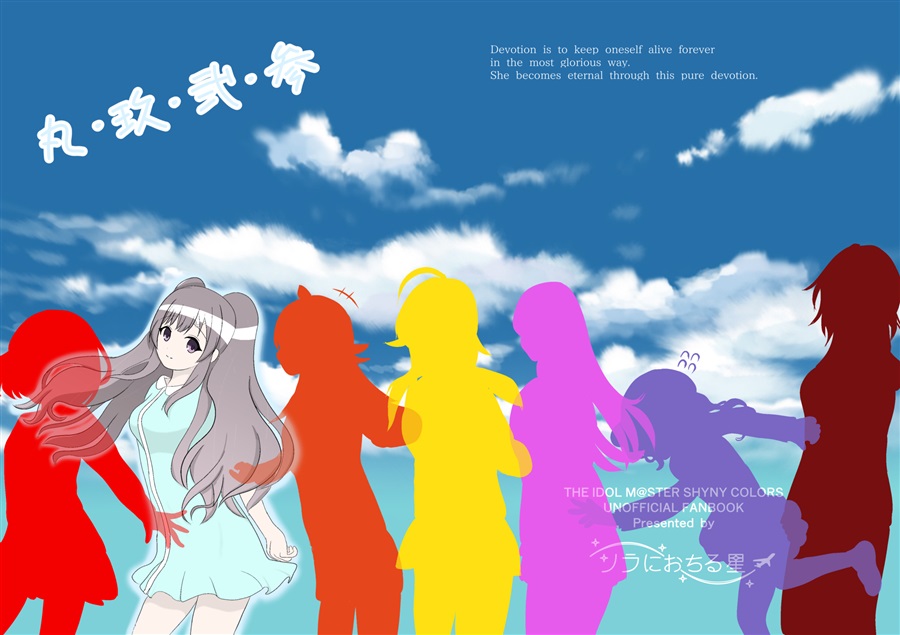 丸・玖・弐・参
Devotion is to keep oneself alive forever
in the most glorious way.
She becomes eternal through this pure devotion.
THE IDOL M@STER SHYNY COLORS
UNOFFICIAL FANBOOK
Presented by
ソラにおちる星